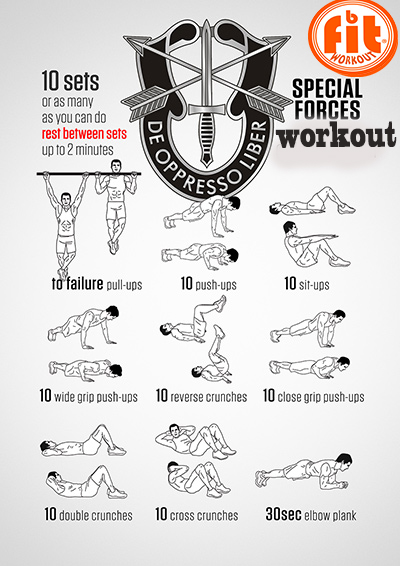 b
fit
WORKOUT
10 sets
or as many
as you can do
rest between sets
up to 2 minutes
DE OPPRESSO LIBER
SPECIAL
FORCES
workout
to failure pull-ups
10 push-ups
10 sit-ups
10 wide grip push-ups
10 reverse crunches
10 close grip push-ups
10 double crunches
10 cross crunches
30sec elbow plank